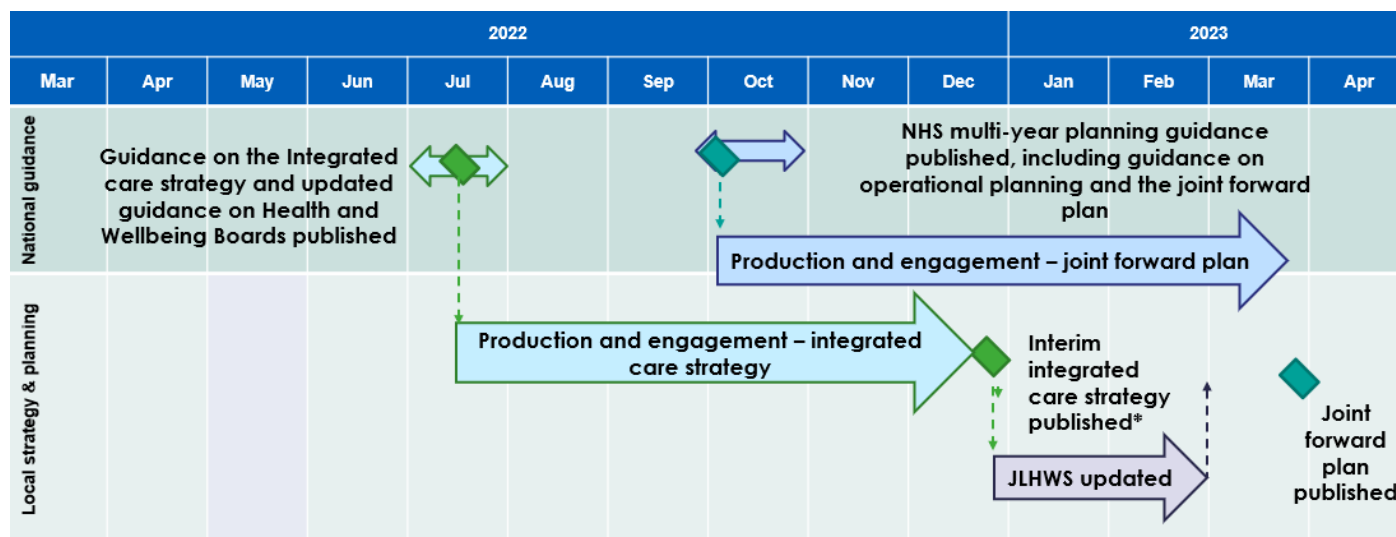 2022
2023
Mar
Apr
May
Jun
Jul
Aug
Sep
Oct
Nov
Dec
Jan
Feb
Mar
Apr
National guidance
Guidance on the Integrated
care strategy and updated
guidance on Health and
Wellbeing Boards published
NHS multi-year planning guidance
published, including guidance on
operational planning and the joint forward
plan
Production and engagement – joint forward plan
Local strategy & planning
Production and engagement – integrated
care strategy
Interim
integrated
care strategy
published*
JLHWS updated
Joint
forward
plan
published